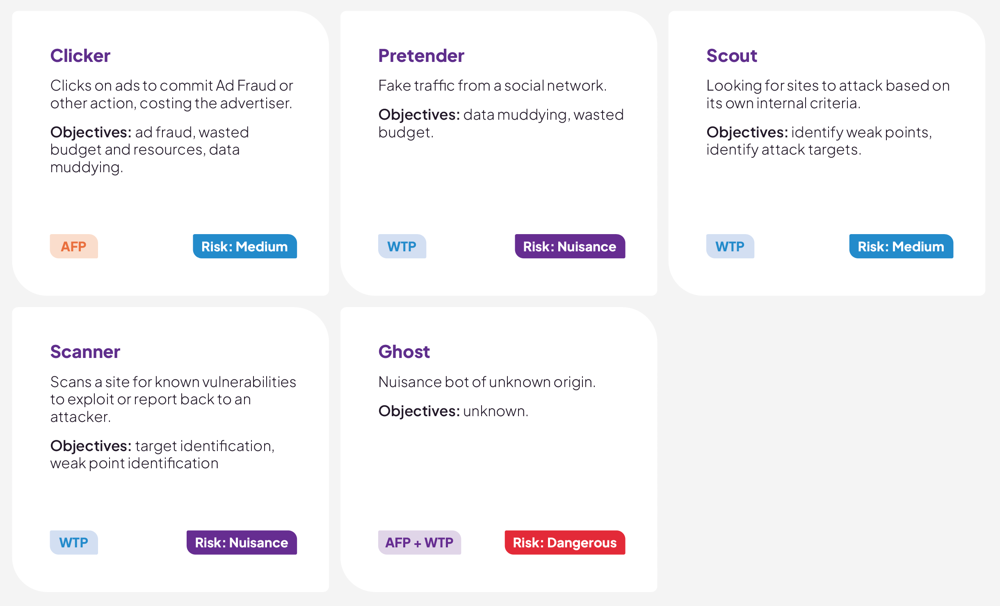 Clicker
Clicks on ads to commit Ad Fraud or
other action, costing the advertiser.
Objectives: ad fraud, wasted
budget and resources, data
muddying.
AFP
Risk: Medium
Pretender
Fake traffic from a social network.
Objectives: data muddying, wasted
budget.
WTP
Risk: Nuisance
Scout
Looking for sites to attack based on
its own internal criteria.
Objectives: identify weak points,
identify attack targets.
WTP
Risk: Medium
Scanner
Scans a site for known vulnerabilities
to exploit or report back to an
attacker.
Objectives: target identification,
weak point identification
WTP
Risk: Nuisance
Ghost
Nuisance bot of unknown origin.
Objectives: unknown.
AFP + WTP
Risk: Dangerous